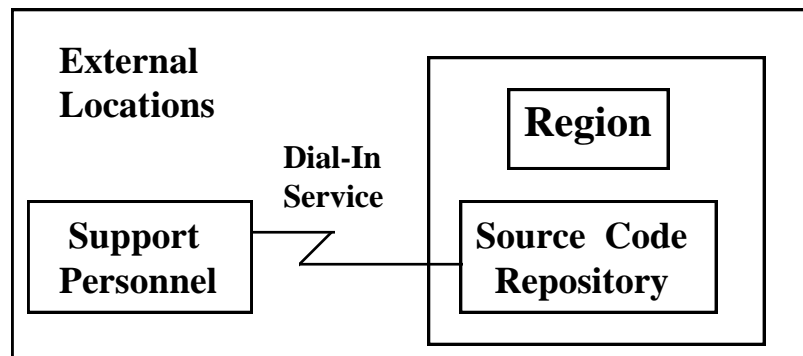 External
Locations
Region
Dial-In
Service
Support
Personnel
Source Code
Repository